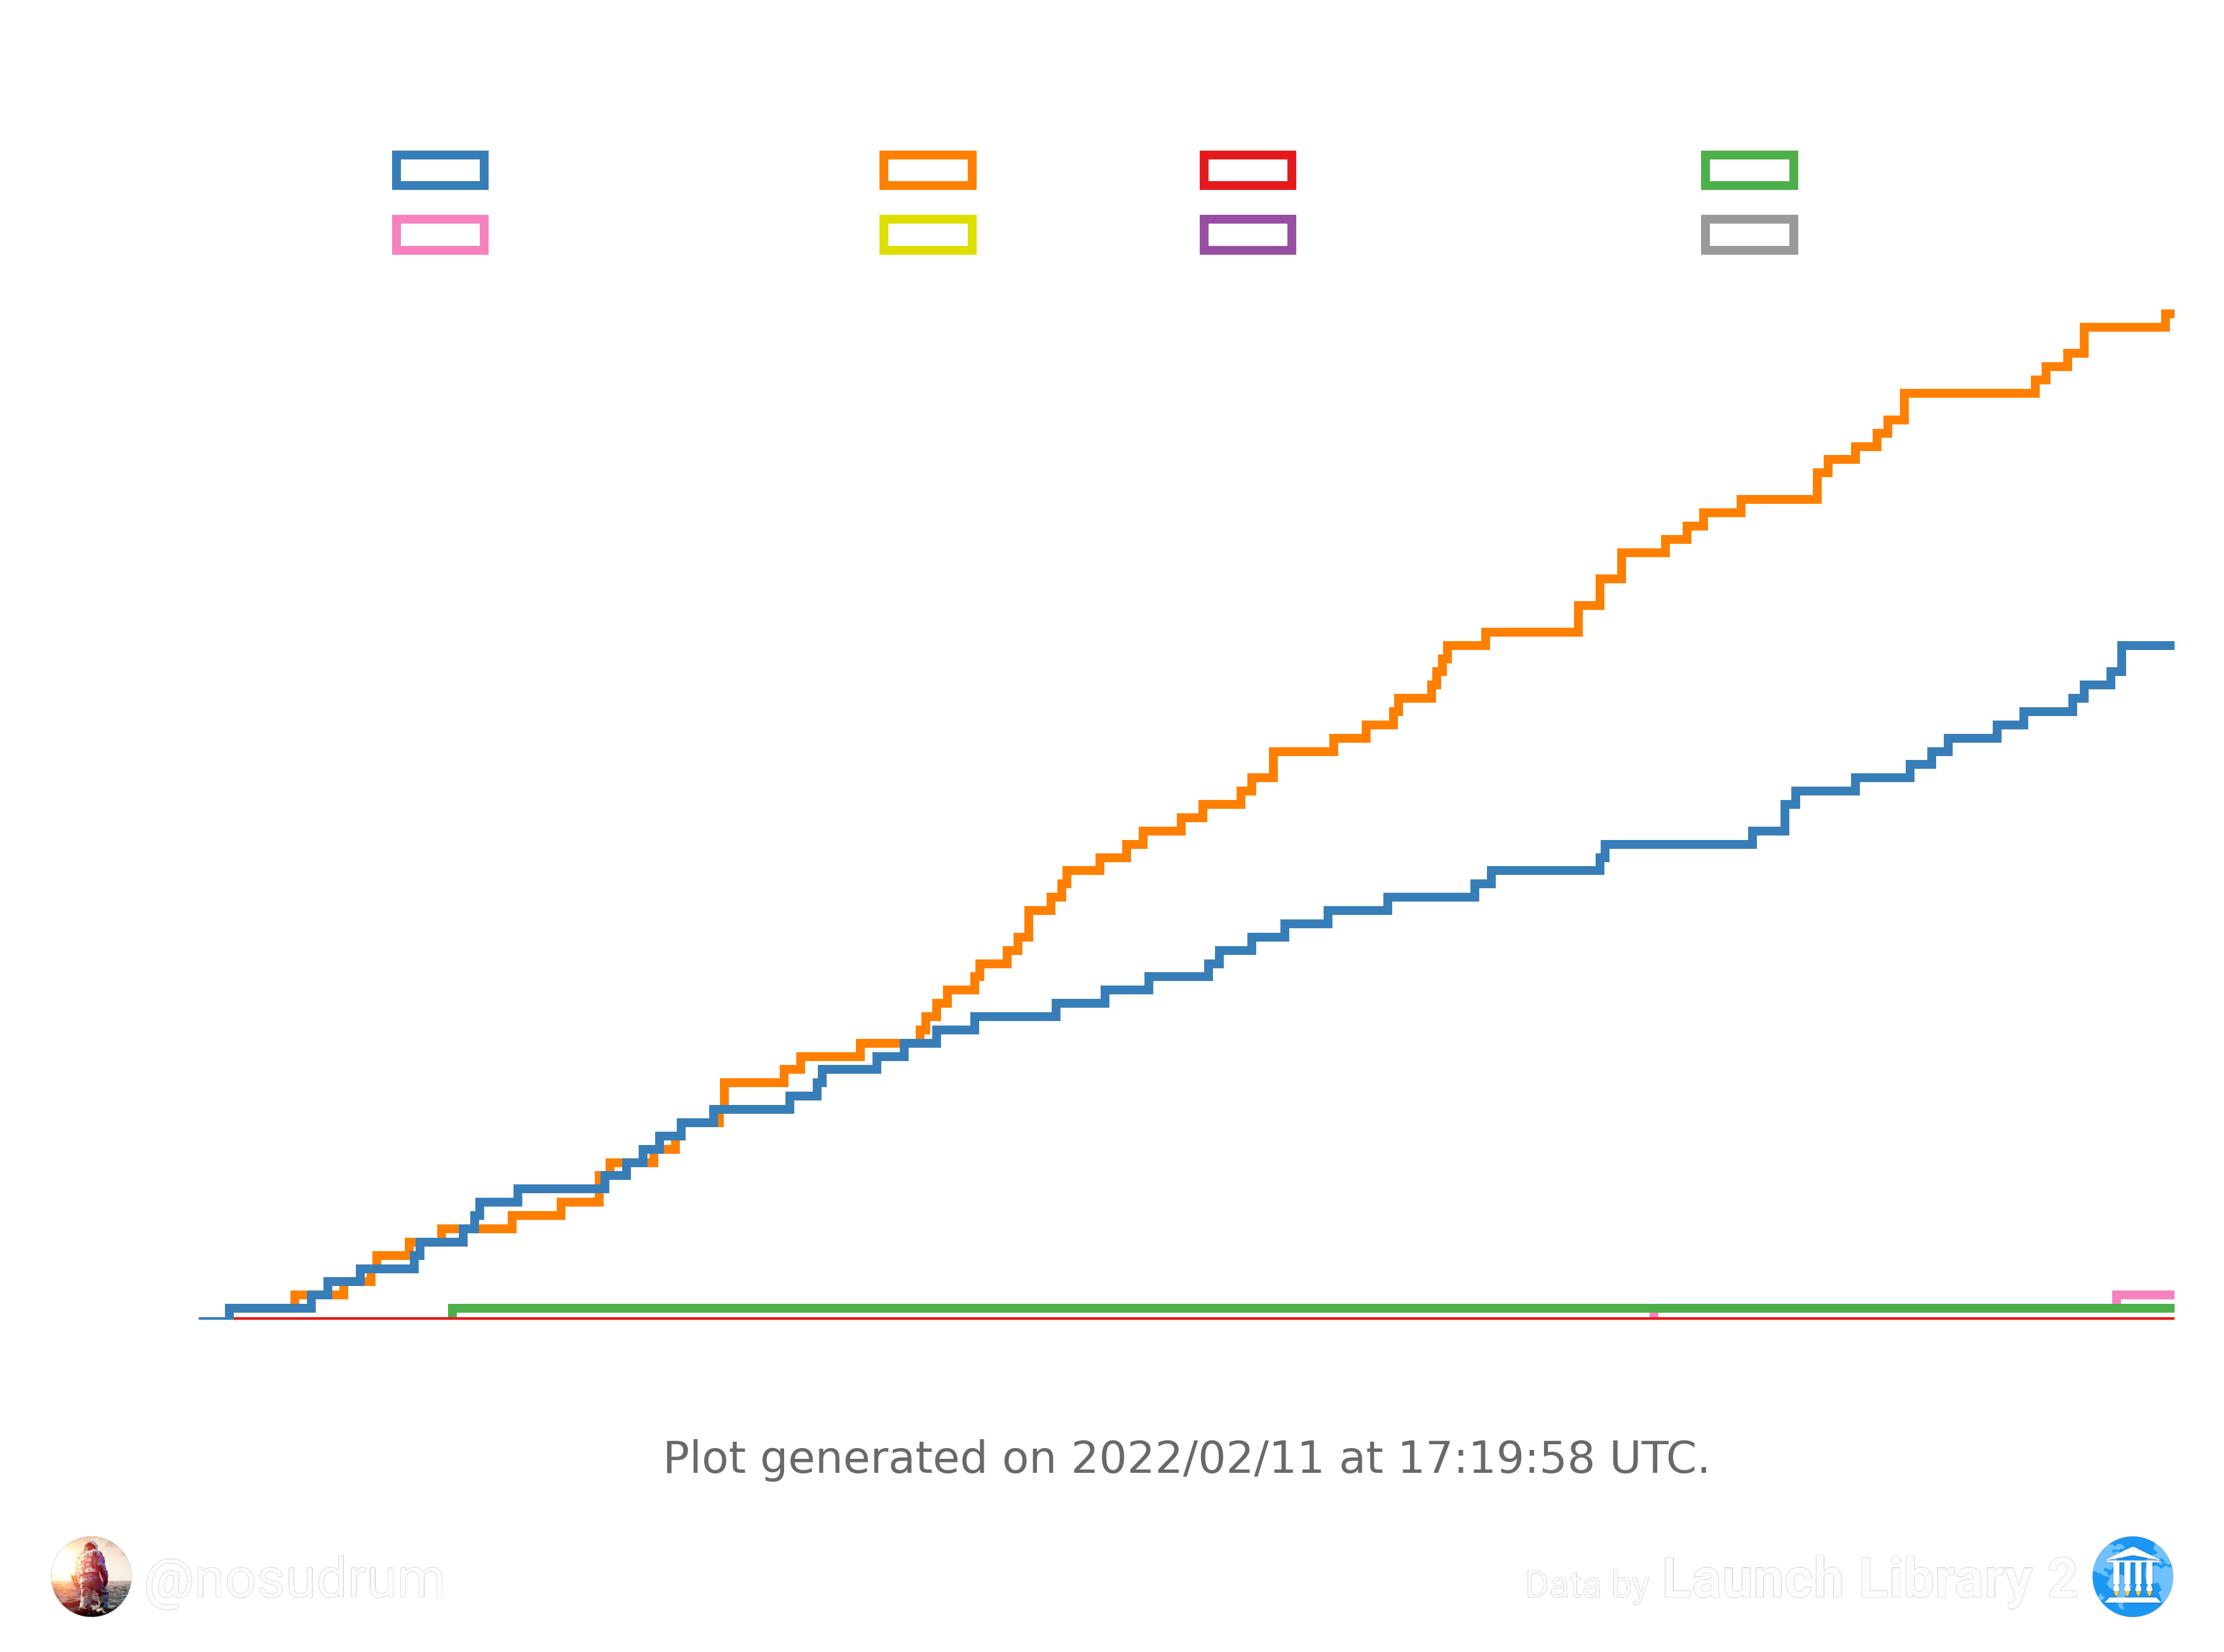 Plot generated on 2022/02/11 at 17:19:58 UTC.
@nosudrum
Data by Launch Library 2